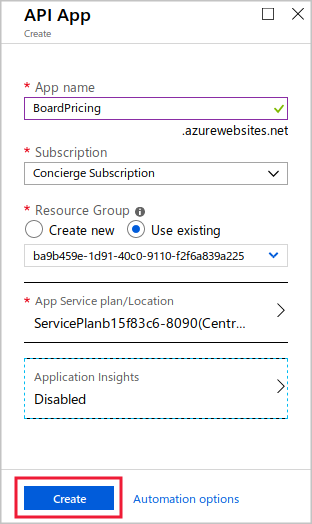 API App
Create
* App name
BoardPricing
.azurewebsites.net
* Subscription
Concierge Subscription
* Resource Group
Create new Use existing
ba9b459e-1d91-40c0-9110-f2f6a839a225
* App Service plan/Location
ServicePlanb15f83c6-8090(Centr...
Application Insights
Disabled
Create Automation options